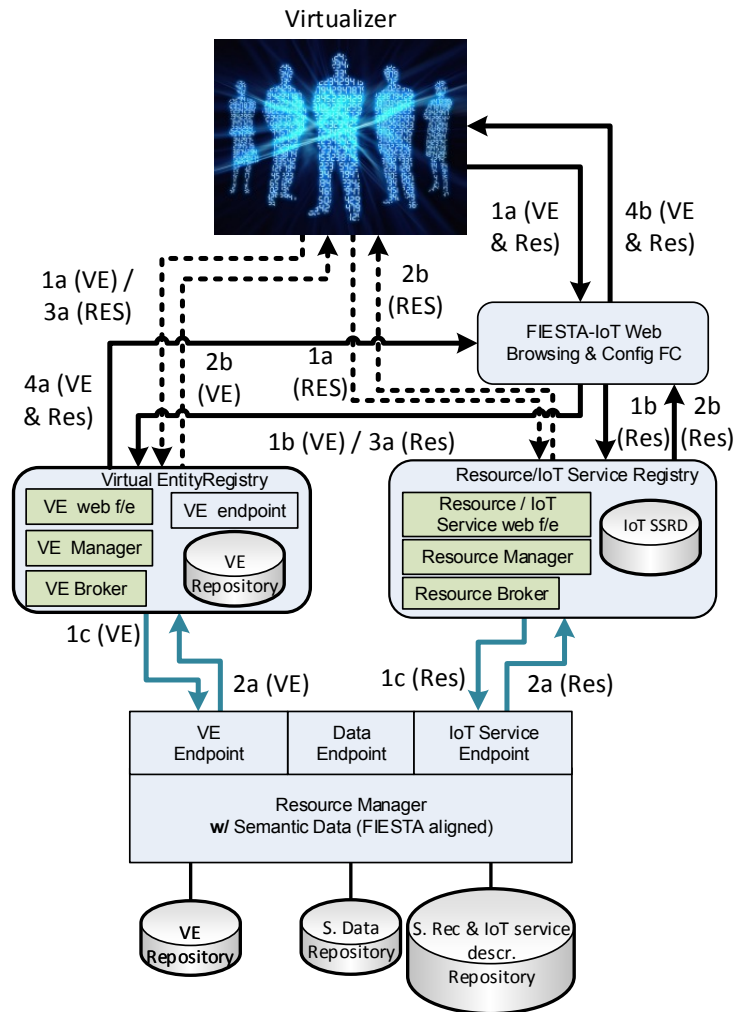 Virtualizer
1a (VE
& Res)
4b (VE
& Res)
1a (VE) /
3a (RES)
2b
(RES)
FIESTA-IoT Web
Browsing & Config FC
4a (VE
& Res)
2b
(VE)
1a
(RES)
1b
(Res)
2b
(Res)
1b (VE) / 3a (Res)
Virtual EntityRegistry
VE web f/e
VE endpoint
VE Manager
VE Broker
VE
Repository
Resource/IoT Service Registry
Resource / IoT
Service web f/e
IoT SSRD
Resource Manager
Resource Broker
1c (VE)
2a (VE)
1c (Res)
2a (Res)
VE
Endpoint
Data
Endpoint
IoT Service
Endpoint
Resource Manager
w/ Semantic Data (FIESTA aligned)
VE
Repository
S. Data
Repository
S. Rec & IoT service
descr.
Repository